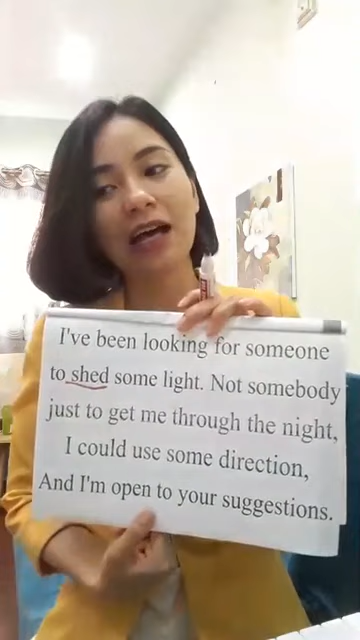 I've been looking for someone
to shed some light. Not somebody
just to get me through the night,
I could use some direction,
And I'm open to your suggestions.